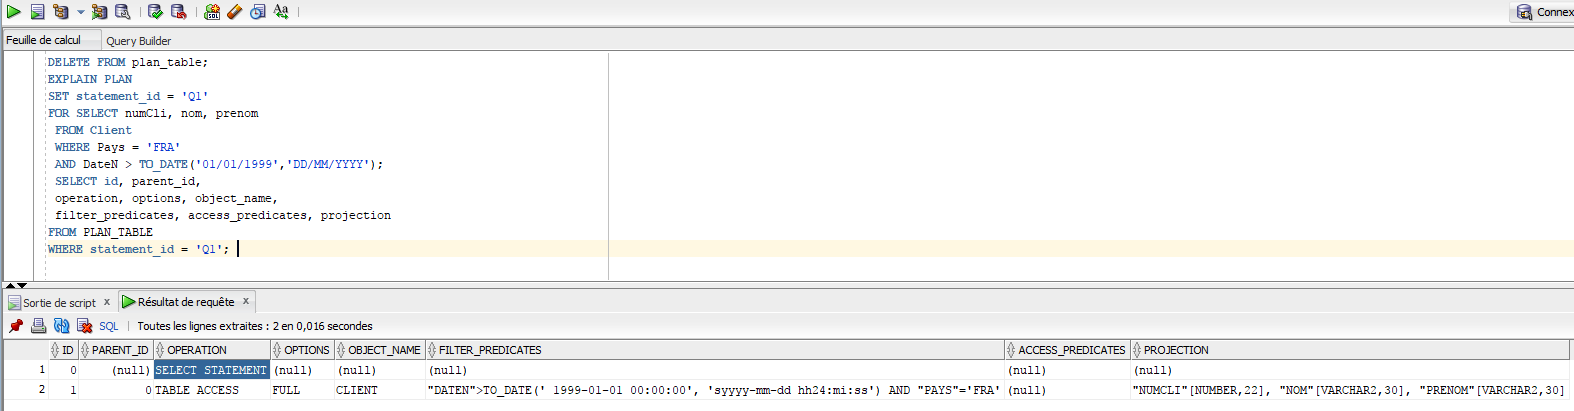 SQL
Aa
Connex
Feuille de calcul Query Builder
DELETE FROM plan_table;
EXPLAIN PLAN
SET statement_id = 'Q1'
FOR SELECT numCli, nom, prenom
FROM Client
WHERE Pays = 'FRA'
AND DateN > TO_DATE('01/01/1999','DD/MM/YYYY');
SELECT id, parent_id,
operation, options, object_name,
filter_predicates, access_predicates, projection
FROM PLAN_TABLE
WHERE statement_id = 'Q1';
Sortie de script x Résultat de requête x
SQL | Toutes les lignes extraites : 2 en 0,016 secondes
ID PARENT_ID OPERATION OPTIONS OBJECT_NAME FILTER_PREDICATES ACCESS_PREDICATES PROJECTION
1 0 (null) SELECT STATEMENT (null) (null) (null) (null) (null)
2 1 0 TABLE ACCESS FULL CLIENT "DATEN">TO_DATE(' 1999-01-01 00:00:00', 'syyyy-mm-dd hh24:mi:ss') AND "PAYS"='FRA' (null) "NUMCLI"[NUMBER,22], "NOM"[VARCHAR2,30], "PRENOM"[VARCHAR2,30]